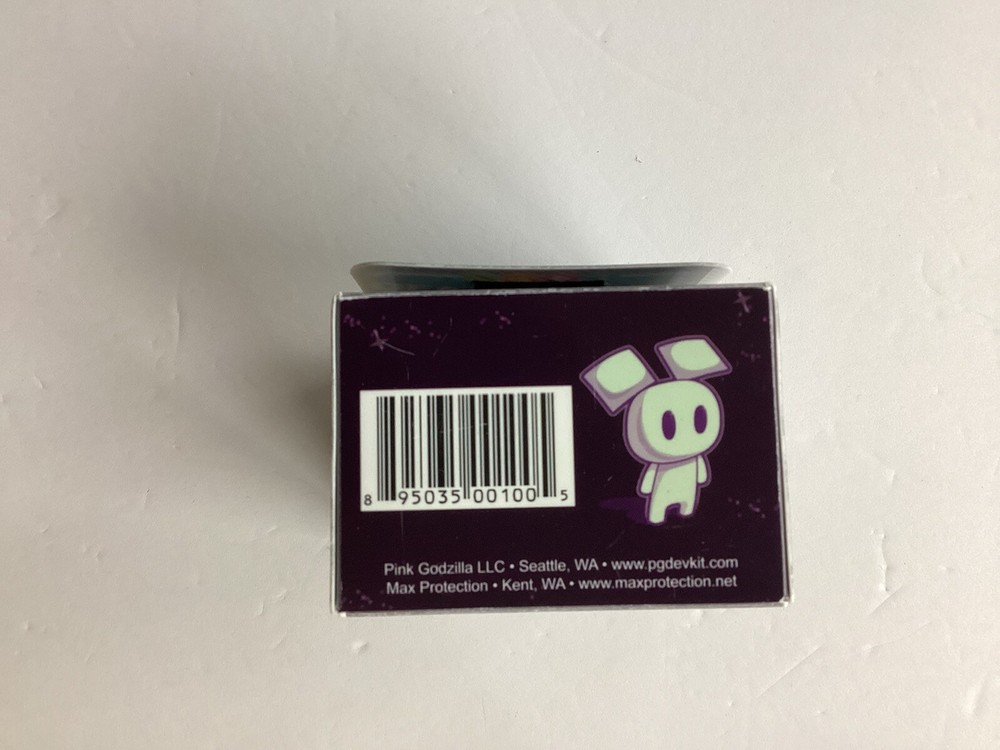 8 95035 00100 5
Pink Godzilla LLC • Seattle, WA • www.pgdevkit.com
Max Protection • Kent, WA • www.maxprotection.net